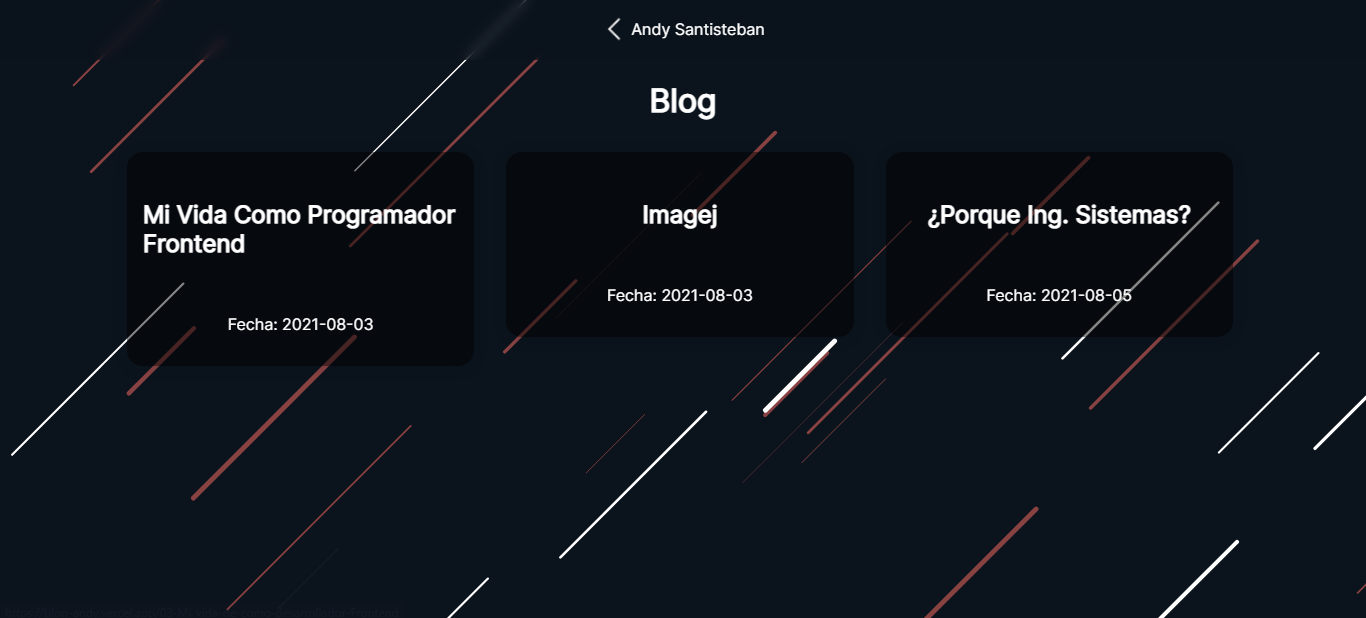 Andy Santisteban
Blog
Mi Vida Como Programador
Frontend
Fecha: 2021-08-03
Imagej
Fecha: 2021-08-03
¿Porque Ing. Sistemas?
Fecha: 2021-08-05